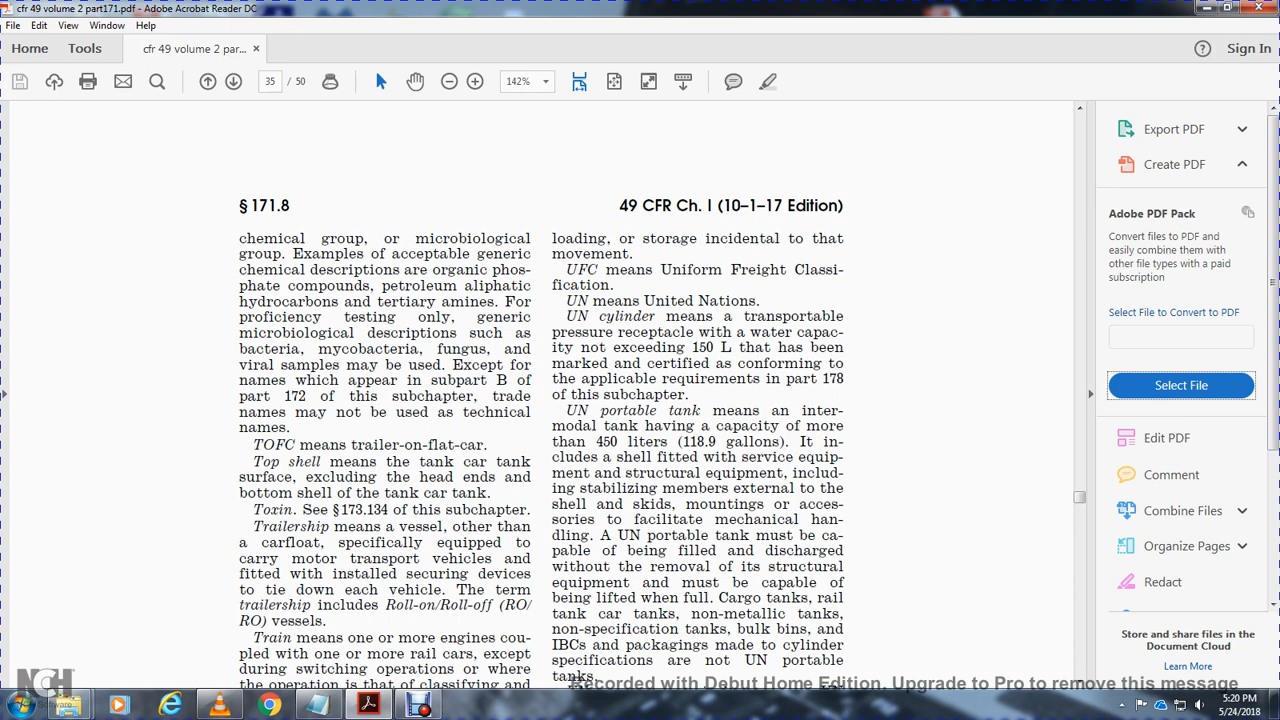 cfr 49 volume 2 part171.pdf - Adobe Acrobat Reader DC
File Edit View Window Help
Home Tools cfr 49 volume 2 par... × Sign In
35 / 50 142%
§ 171.8
49 CFR Ch. I (10–1–17 Edition)
chemical group, or microbiological
group. Examples of acceptable generic
chemical descriptions are organic phos-
phate compounds, petroleum aliphatic
hydrocarbons and tertiary amines. For
proficiency testing only, generic
microbiological descriptions such as
bacteria, mycobacteria, fungus, and
viral samples may be used. Except for
names which appear in subpart B of
part 172 of this subchapter, trade
names may not be used as technical
names.
TOFC means trailer-on-flat-car.
Top shell means the tank car tank
surface, excluding the head ends and
bottom shell of the tank car tank.
Toxin. See §173.134 of this subchapter.
Trailership means a vessel, other than
a carfloat, specifically equipped to
carry motor transport vehicles and
fitted with installed securing devices
to tie down each vehicle. The term
trailership includes Roll-on/Roll-off (RO/
RO) vessels.
Train means one or more engines cou-
pled with one or more rail cars, except
during switching operations or where
the operation is that of classifying and
loading, or storage incidental to that
movement.
UFC means Uniform Freight Classi-
fication.
UN means United Nations.
UN cylinder means a transportable
pressure receptacle with a water capac-
ity not exceeding 150 L that has been
marked and certified as conforming to
the applicable requirements in part 178
of this subchapter.
UN portable tank means an inter-
modal tank having a capacity of more
than 450 liters (118.9 gallons). It in-
cludes a shell fitted with service equip-
ment and structural equipment, includ-
ing stabilizing members external to the
shell and skids, mountings or acces-
sories to facilitate mechanical han-
dling. A UN portable tank must be ca-
pable of being filled and discharged
without the removal of its structural
equipment and must be capable of
being lifted when full. Cargo tanks, rail
tank car tanks, non-metallic tanks,
non-specification tanks, bulk bins, and
IBCs and packagings made to cylinder
specifications are not UN portable
tanks.
Export PDF
Create PDF
Adobe PDF Pack
Convert files to PDF and
easily combine them with
other file types with a paid
subscription
Select File to Convert to PDF
Select File
Edit PDF
Comment
Combine Files
Organize Pages
Redact
Store and share files in the
Document Cloud
Learn More
NCH Software
Recorded with Debut Home Edition. Upgrade to Pro to remove this message
5:20 PM
5/24/2018